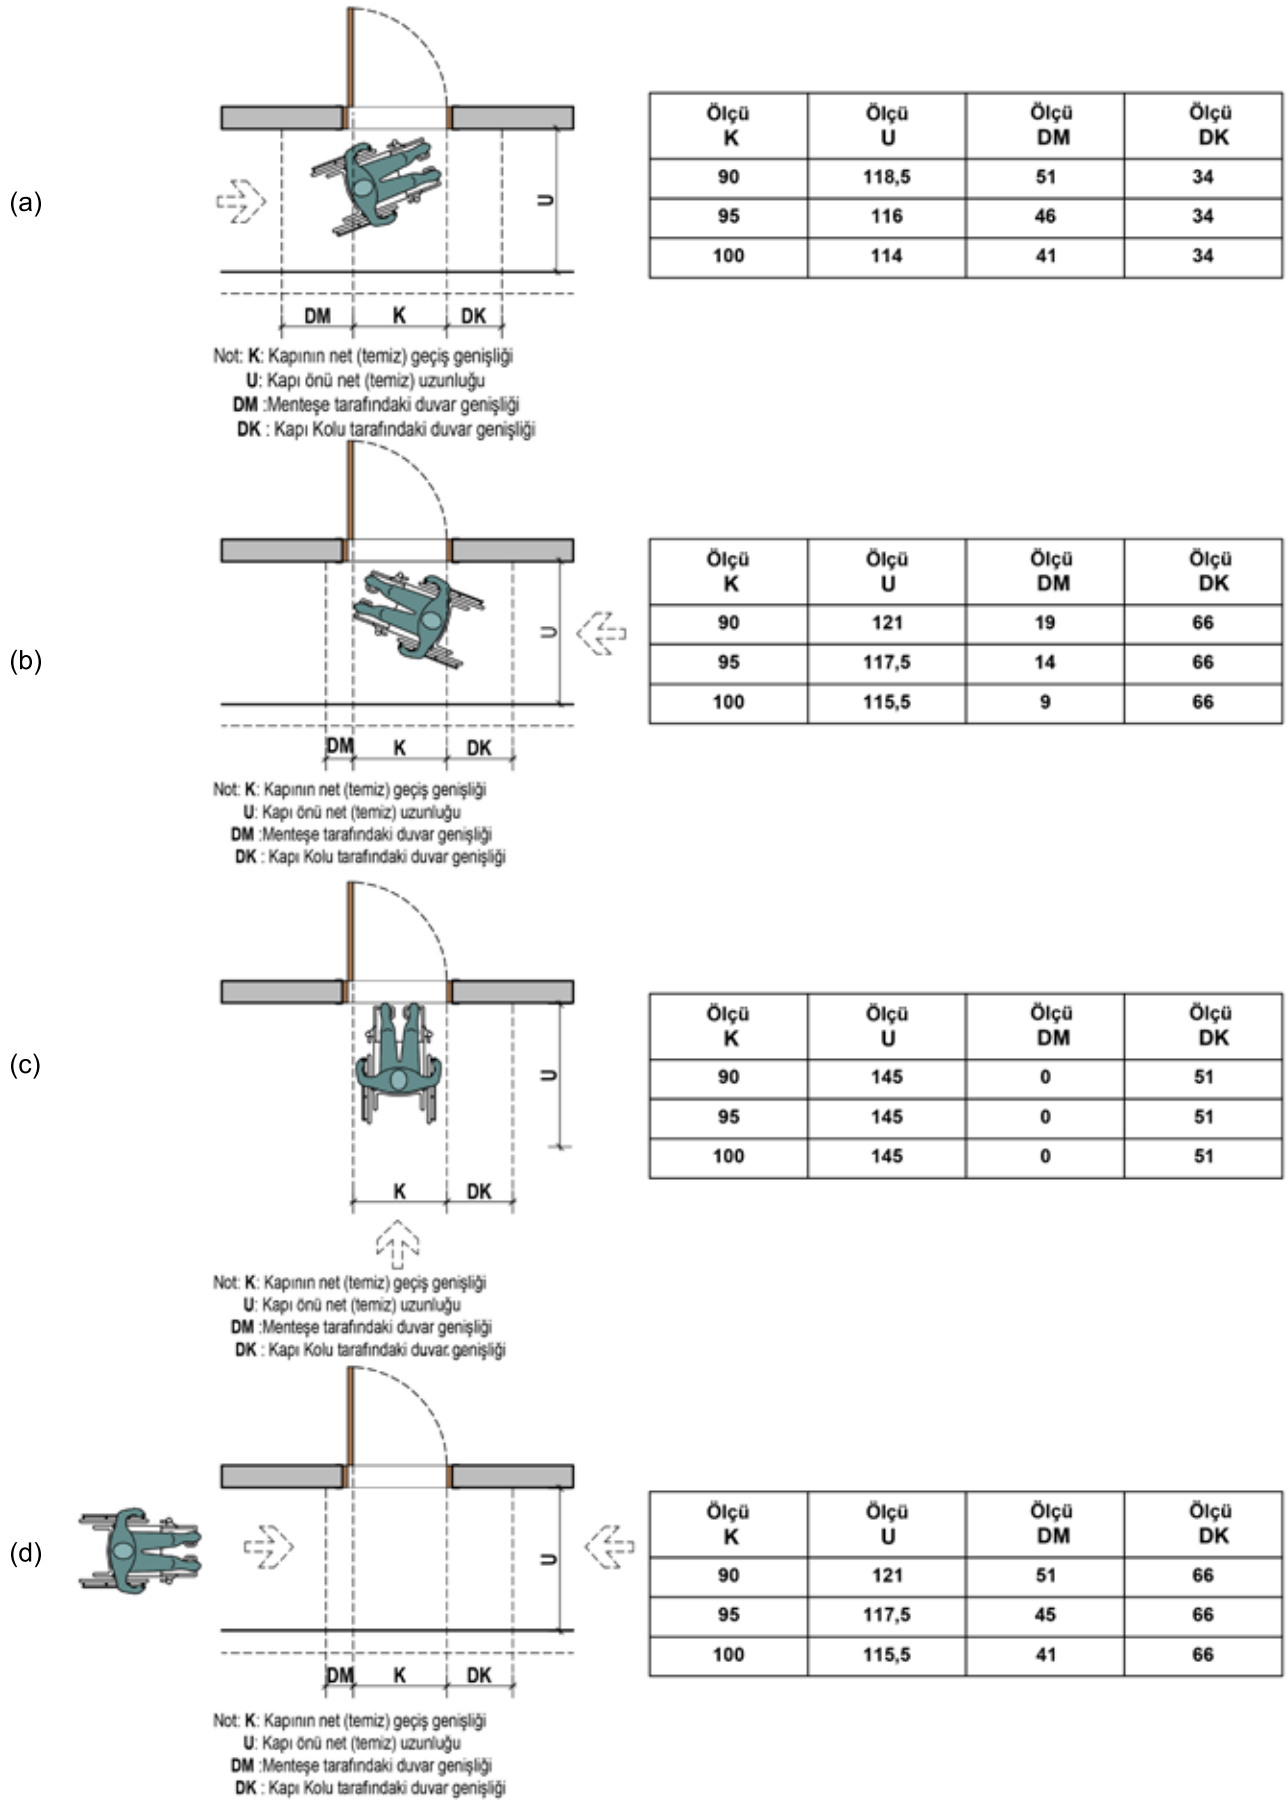 (a)
U
DM K DK
Not: K: Kapının net (temiz) geçiş genişliği
U: Kapı önü net (temiz) uzunluğu
DM :Menteşe tarafındaki duvar genişliği
DK : Kapı Kolu tarafındaki duvar genişliği
Ölçü Ölçü Ölçü Ölçü
K U DM DK
90 118,5 51 34
95 116 46 34
100 114 41 34
(b)
U
DM K DK
Not: K: Kapının net (temiz) geçiş genişliği
U: Kapı önü net (temiz) uzunluğu
DM :Menteşe tarafındaki duvar genişliği
DK : Kapı Kolu tarafındaki duvar genişliği
Ölçü Ölçü Ölçü Ölçü
K U DM DK
90 121 19 66
95 117,5 14 66
100 115,5 9 66
(c)
U
K DK
Not: K: Kapının net (temiz) geçiş genişliği
U: Kapı önü net (temiz) uzunluğu
DM :Menteşe tarafındaki duvar genişliği
DK : Kapı Kolu tarafındaki duvar genişliği
Ölçü Ölçü Ölçü Ölçü
K U DM DK
90 145 0 51
95 145 0 51
100 145 0 51
(d)
U
DM K DK
Not: K: Kapının net (temiz) geçiş genişliği
U: Kapı önü net (temiz) uzunluğu
DM :Menteşe tarafındaki duvar genişliği
DK : Kapı Kolu tarafındaki duvar genişliği
Ölçü Ölçü Ölçü Ölçü
K U DM DK
90 121 51 66
95 117,5 45 66
100 115,5 41 66